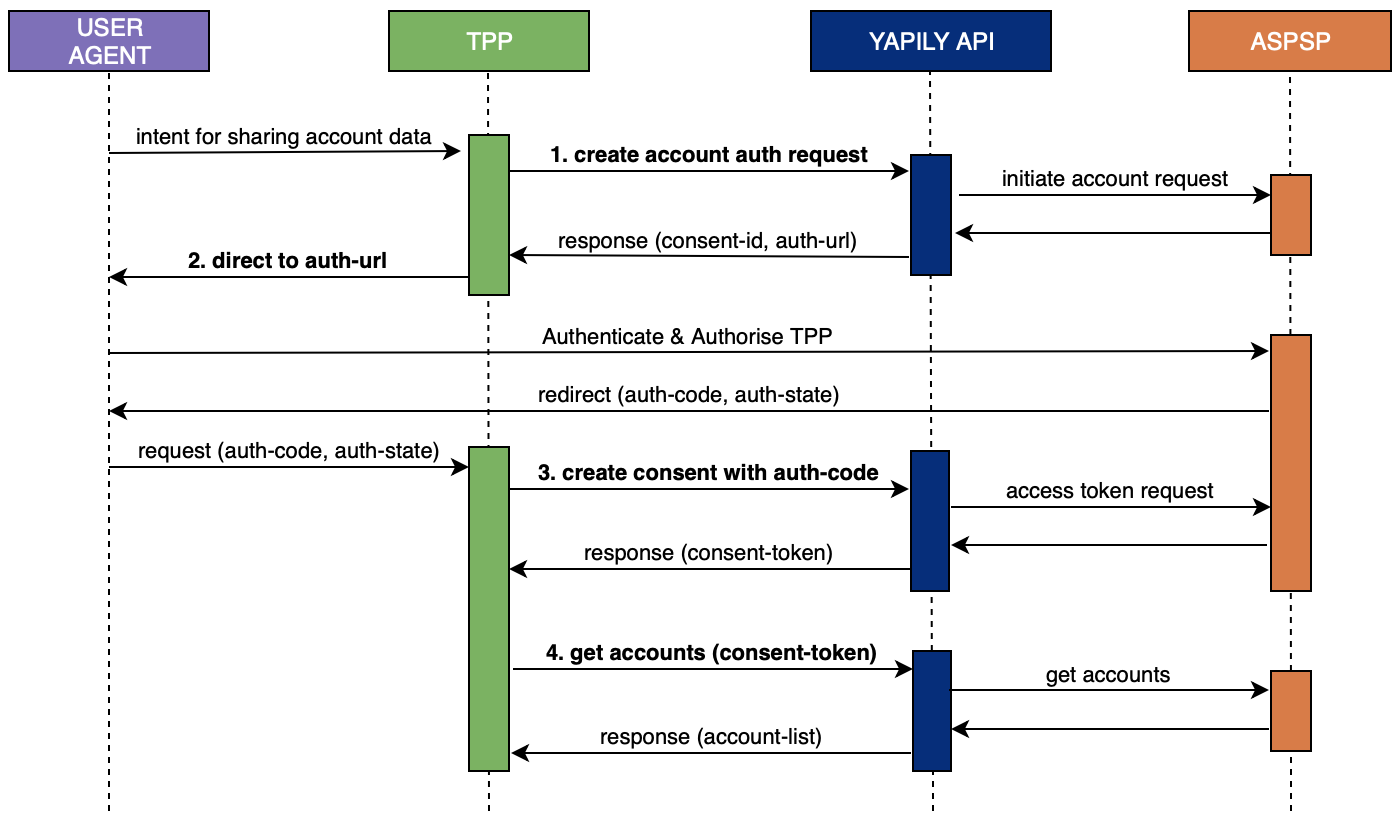 USER
AGENT
TPP
YAPILY API
ASPSP
intent for sharing account data
1. create account auth request
initiate account request
response (consent-id, auth-url)
2. direct to auth-url
Authenticate & Authorise TPP
redirect (auth-code, auth-state)
request (auth-code, auth-state)
3. create consent with auth-code
access token request
response (consent-token)
4. get accounts (consent-token)
get accounts
response (account-list)